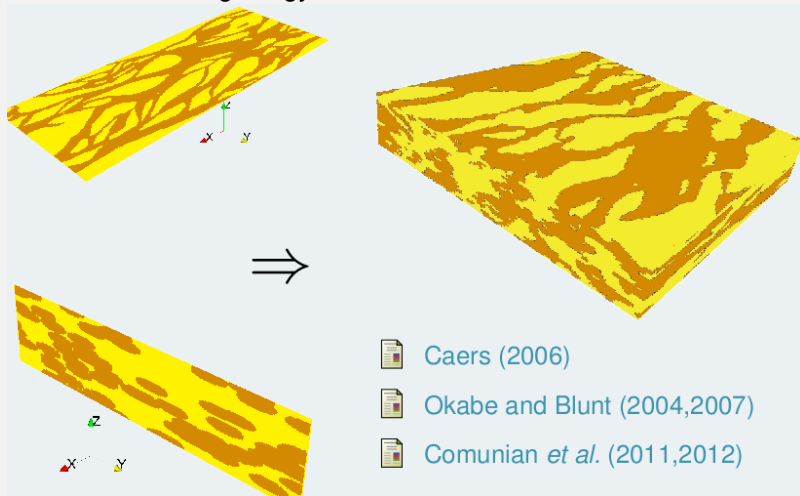 Z
X Y
⇒
Z
X Y
Caers (2006)
Okabe and Blunt (2004,2007)
Comunian et al. (2011,2012)